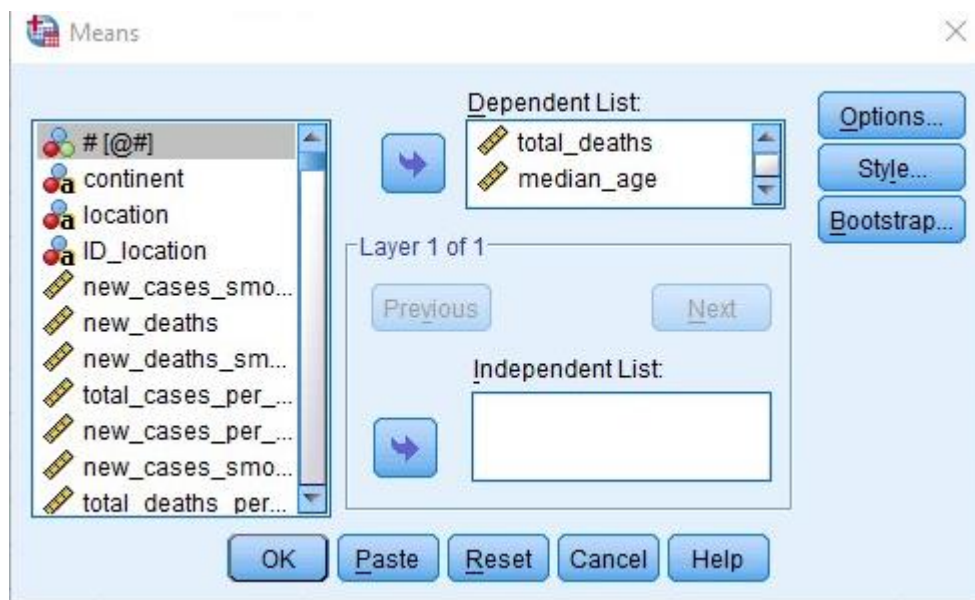 Means
# [@#]
continent
location
ID_location
new_cases_smo...
new_deaths
new_deaths_sm...
total_cases_per_...
new_cases_per_...
new_cases_smo...
total_deaths_per...
Dependent List:
total_deaths
median_age
Options...
Style...
Bootstrap...
Layer 1 of 1
Previous
Next
Independent List:
OK
Paste
Reset
Cancel
Help